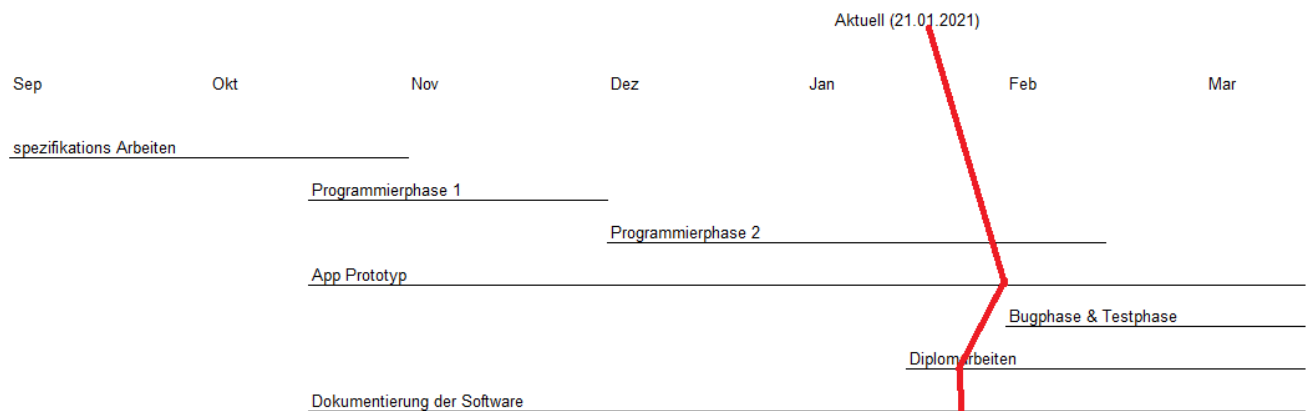 Aktuell (21.01.2021)
Sep Okt Nov Dez Jan Feb Mar
spezifikations Arbeiten
Programmierphase 1
Programmierphase 2
App Prototyp
Bugphase & Testphase
Diplomarbeiten
Dokumentierung der Software